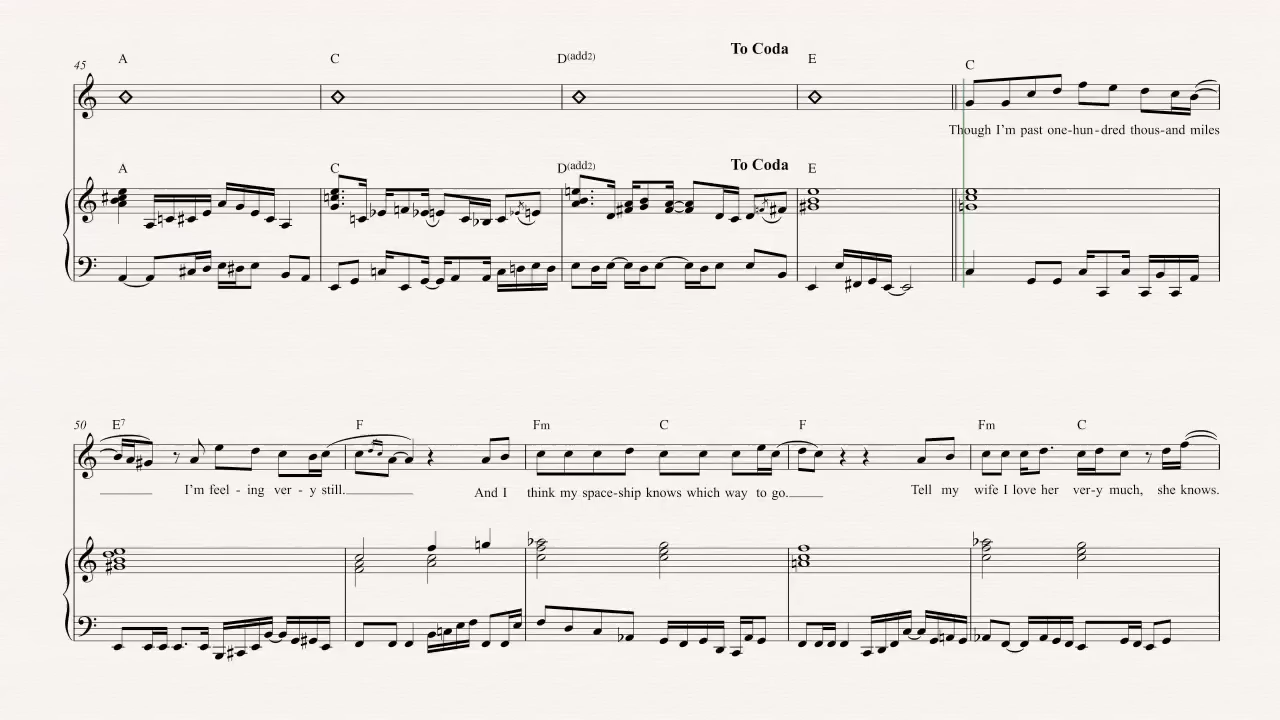 To Coda
45 A C D(add2) E C
Though I'm past one-hun-dred thous-and miles
To Coda
A C D(add2) E
50 E7 F Fm C F Fm C
I'm feel - ing ver - y still. And I think my space-ship knows which way to go. Tell my wife I love her ver-y much, she knows.